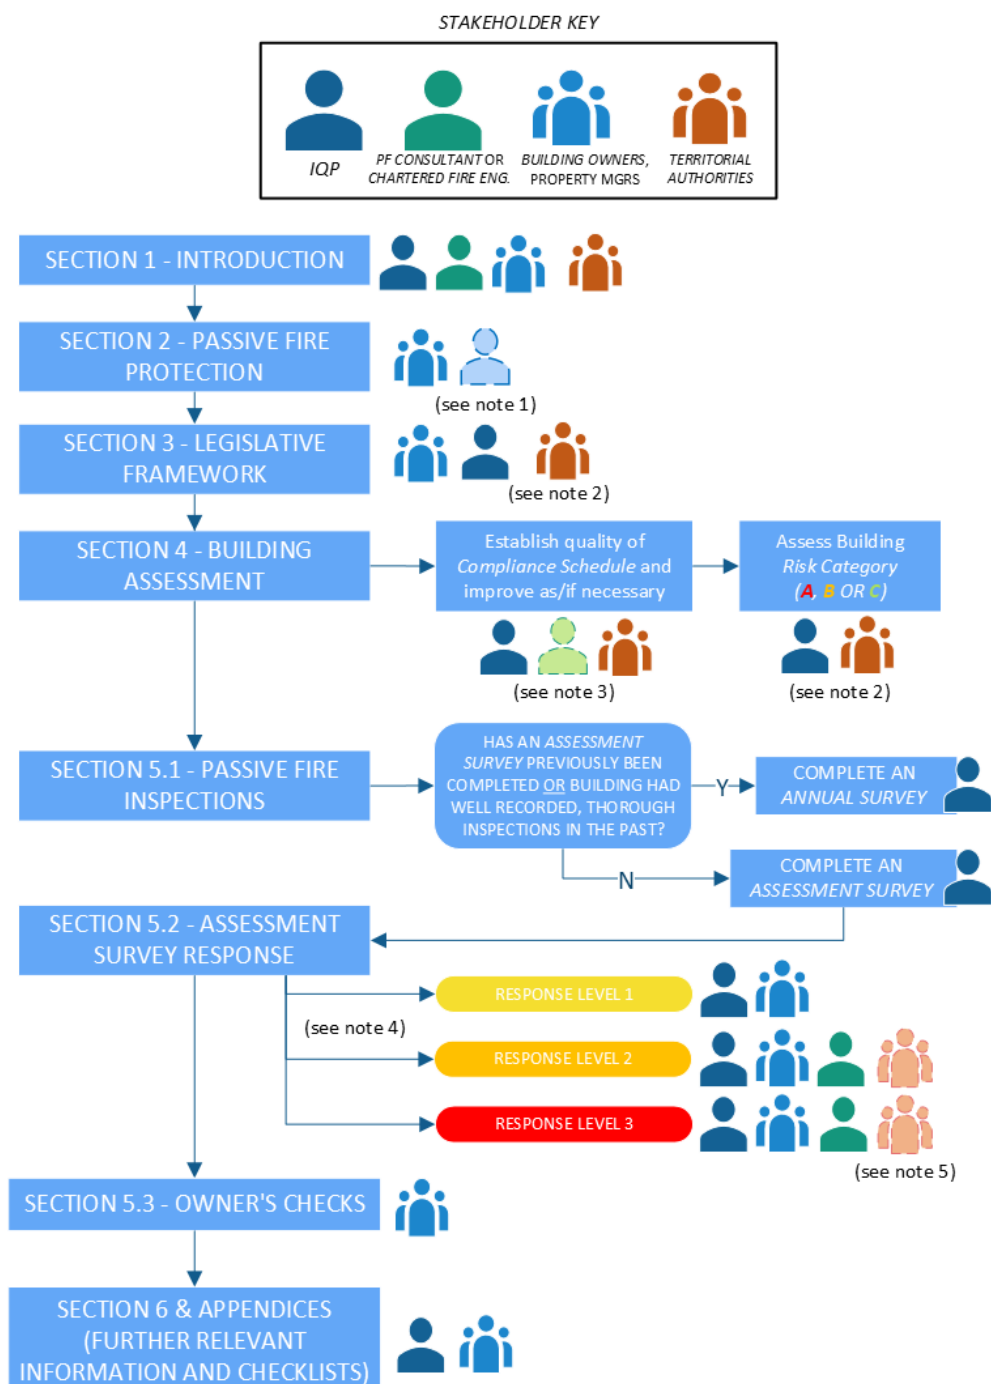 STAKEHOLDER KEY
IQP
PF CONSULTANT OR
CHARTERED FIRE ENG.
BUILDING OWNERS,
PROPERTY MGRS
TERRITORIAL
AUTHORITIES
SECTION 1 - INTRODUCTION
SECTION 2 - PASSIVE FIRE
PROTECTION
(see note 1)
SECTION 3 - LEGISLATIVE
FRAMEWORK
(see note 2)
SECTION 4 - BUILDING
ASSESSMENT
Establish quality of
Compliance Schedule and
improve as/if necessary
Assess Building
Risk Category
(A, B OR C)
(see note 3)
(see note 2)
SECTION 5.1 - PASSIVE FIRE
INSPECTIONS
HAS AN ASSESSMENT
SURVEY PREVIOUSLY BEEN
COMPLETED OR BUILDING HAD
WELL RECORDED, THOROUGH
INSPECTIONS IN THE PAST?
Y
COMPLETE AN
ANNUAL SURVEY
N
COMPLETE AN
ASSESSMENT SURVEY
SECTION 5.2 - ASSESSMENT
SURVEY RESPONSE
RESPONSE LEVEL 1
(see note 4)
RESPONSE LEVEL 2
RESPONSE LEVEL 3
(see note 5)
SECTION 5.3 - OWNER'S CHECKS
SECTION 6 & APPENDICES
(FURTHER RELEVANT
INFORMATION AND CHECKLISTS)